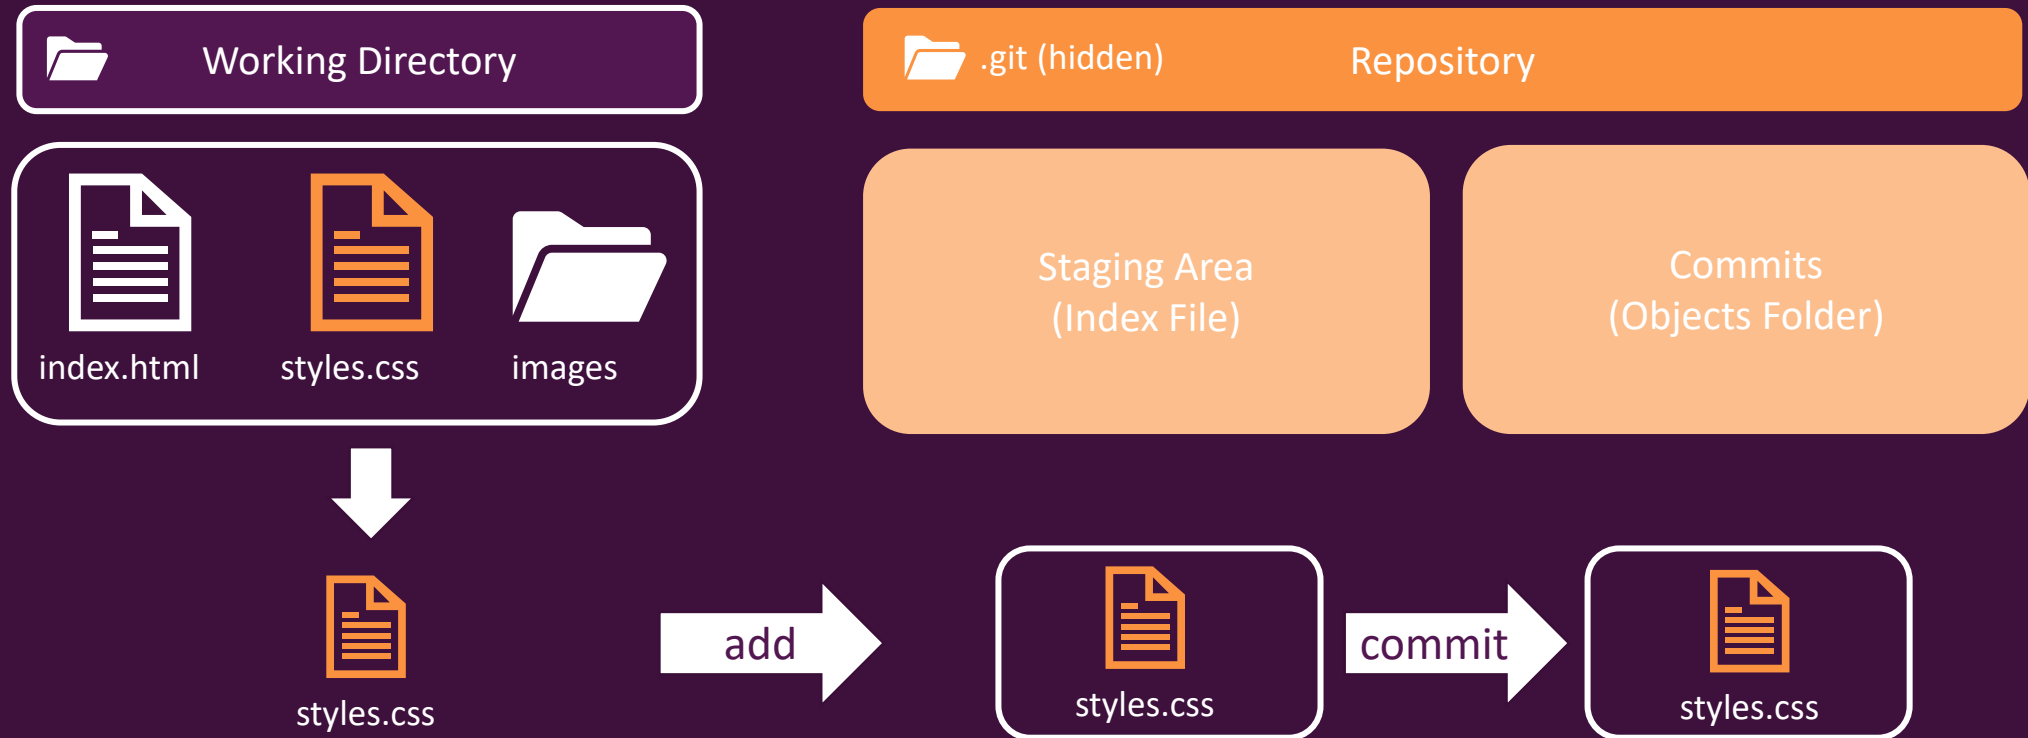 Working Directory
.git (hidden)
Repository
index.html
styles.css
images
Staging Area
(Index File)
Commits
(Objects Folder)
styles.css
add
styles.css
commit
styles.css